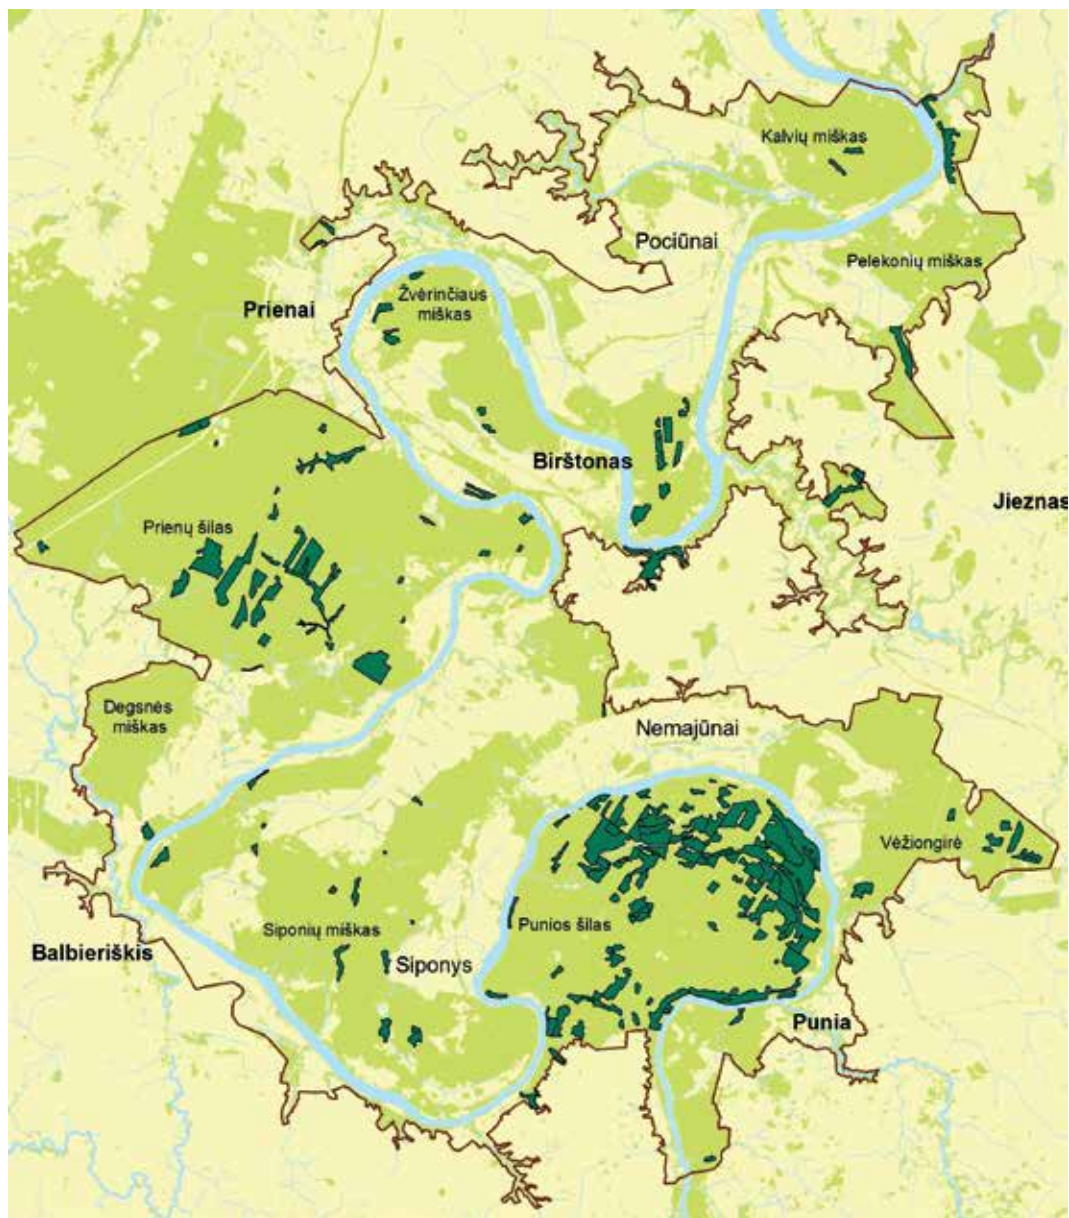 Kalvių miškas
Pociūnai
Pelekonių miškas
Žvėrinčiaus
miškas
Prienai
Birštonas
Jieznas
Prienų šilas
Degsnės
miškas
Nemajūnai
Vėžiongirė
Siponių miškas
Punios šilas
Balbieriškis
Siponys
Punia